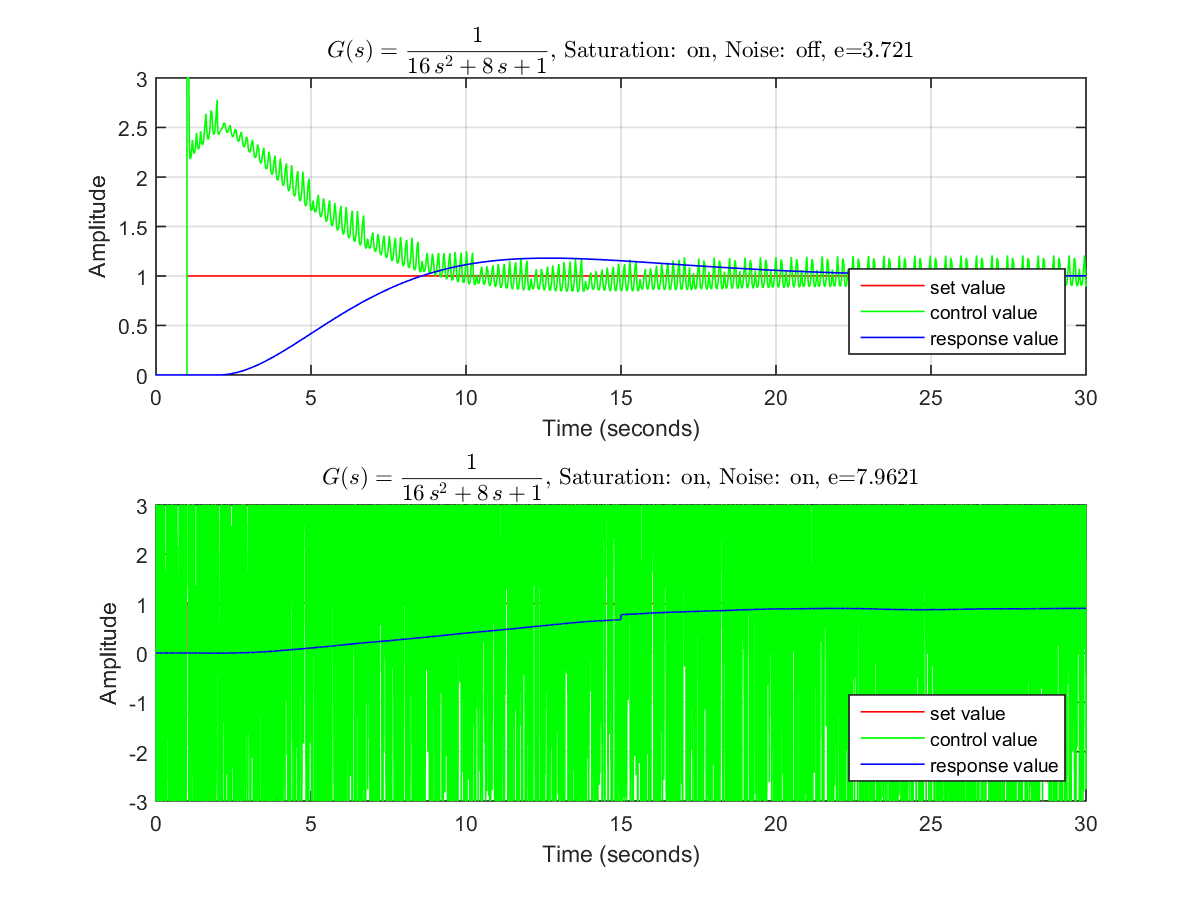 G(s) = 1/(16 s² + 8 s + 1), Saturation: on, Noise: off, e=3.721
3
2.5
2
1.5
1
0.5
0
Amplitude
set value
control value
response value
0 5 10 15 20 25 30
Time (seconds)
G(s) = 1/(16 s² + 8 s + 1), Saturation: on, Noise: on, e=7.9621
3
2
1
0
-1
-2
-3
Amplitude
set value
control value
response value
0 5 10 15 20 25 30
Time (seconds)